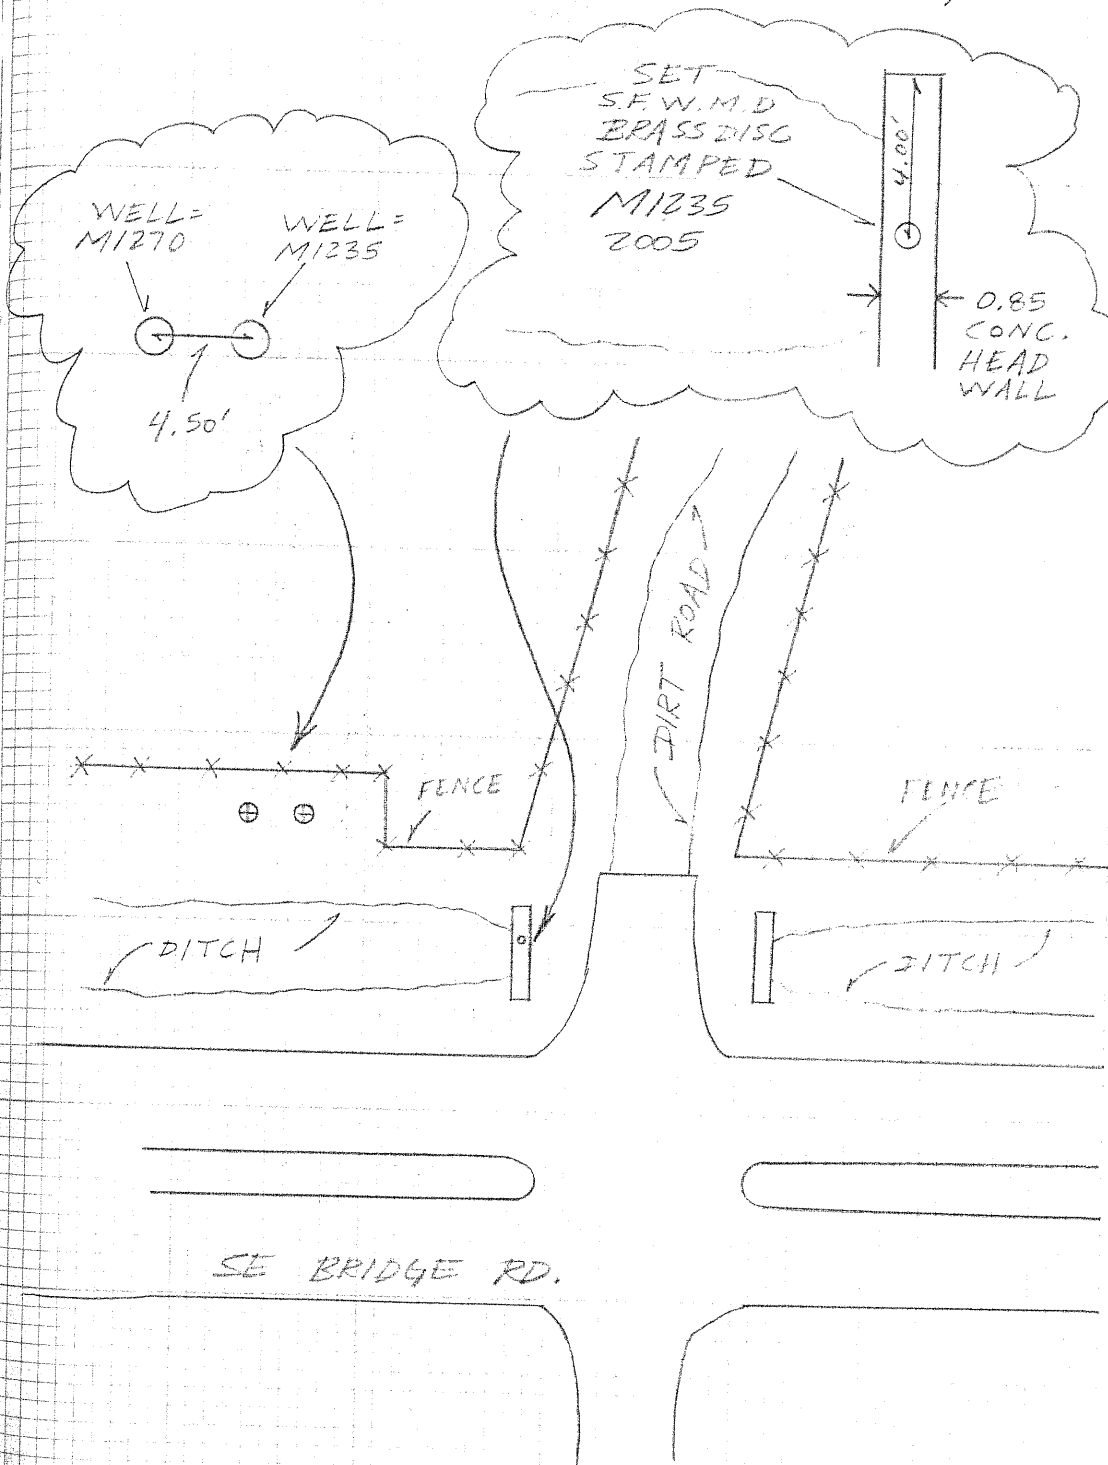 SET
S.F.W.M.D
BRASS DISC
STAMPED
M1235
2005
4.00'
0.85
CONC.
HEAD
WALL
WELL=
M1270
WELL=
M1235
4.50'
DIRT ROAD
FENCE
FENCE
DITCH
DITCH
SE BRIDGE RD.